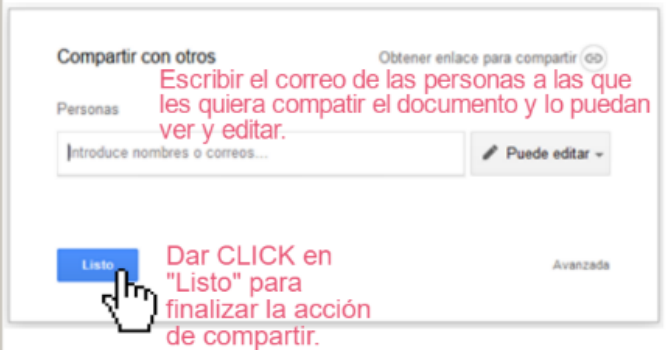 Compartir con otros
Obtener enlace para compartir
Escribir el correo de las personas a las que
les quiera compatir el documento y lo puedan
ver y editar.
Personas
Introduce nombres o correos...
Puede editar
Listo
Dar CLICK en
"Listo" para
finalizar la acción
de compartir.
Avanzada